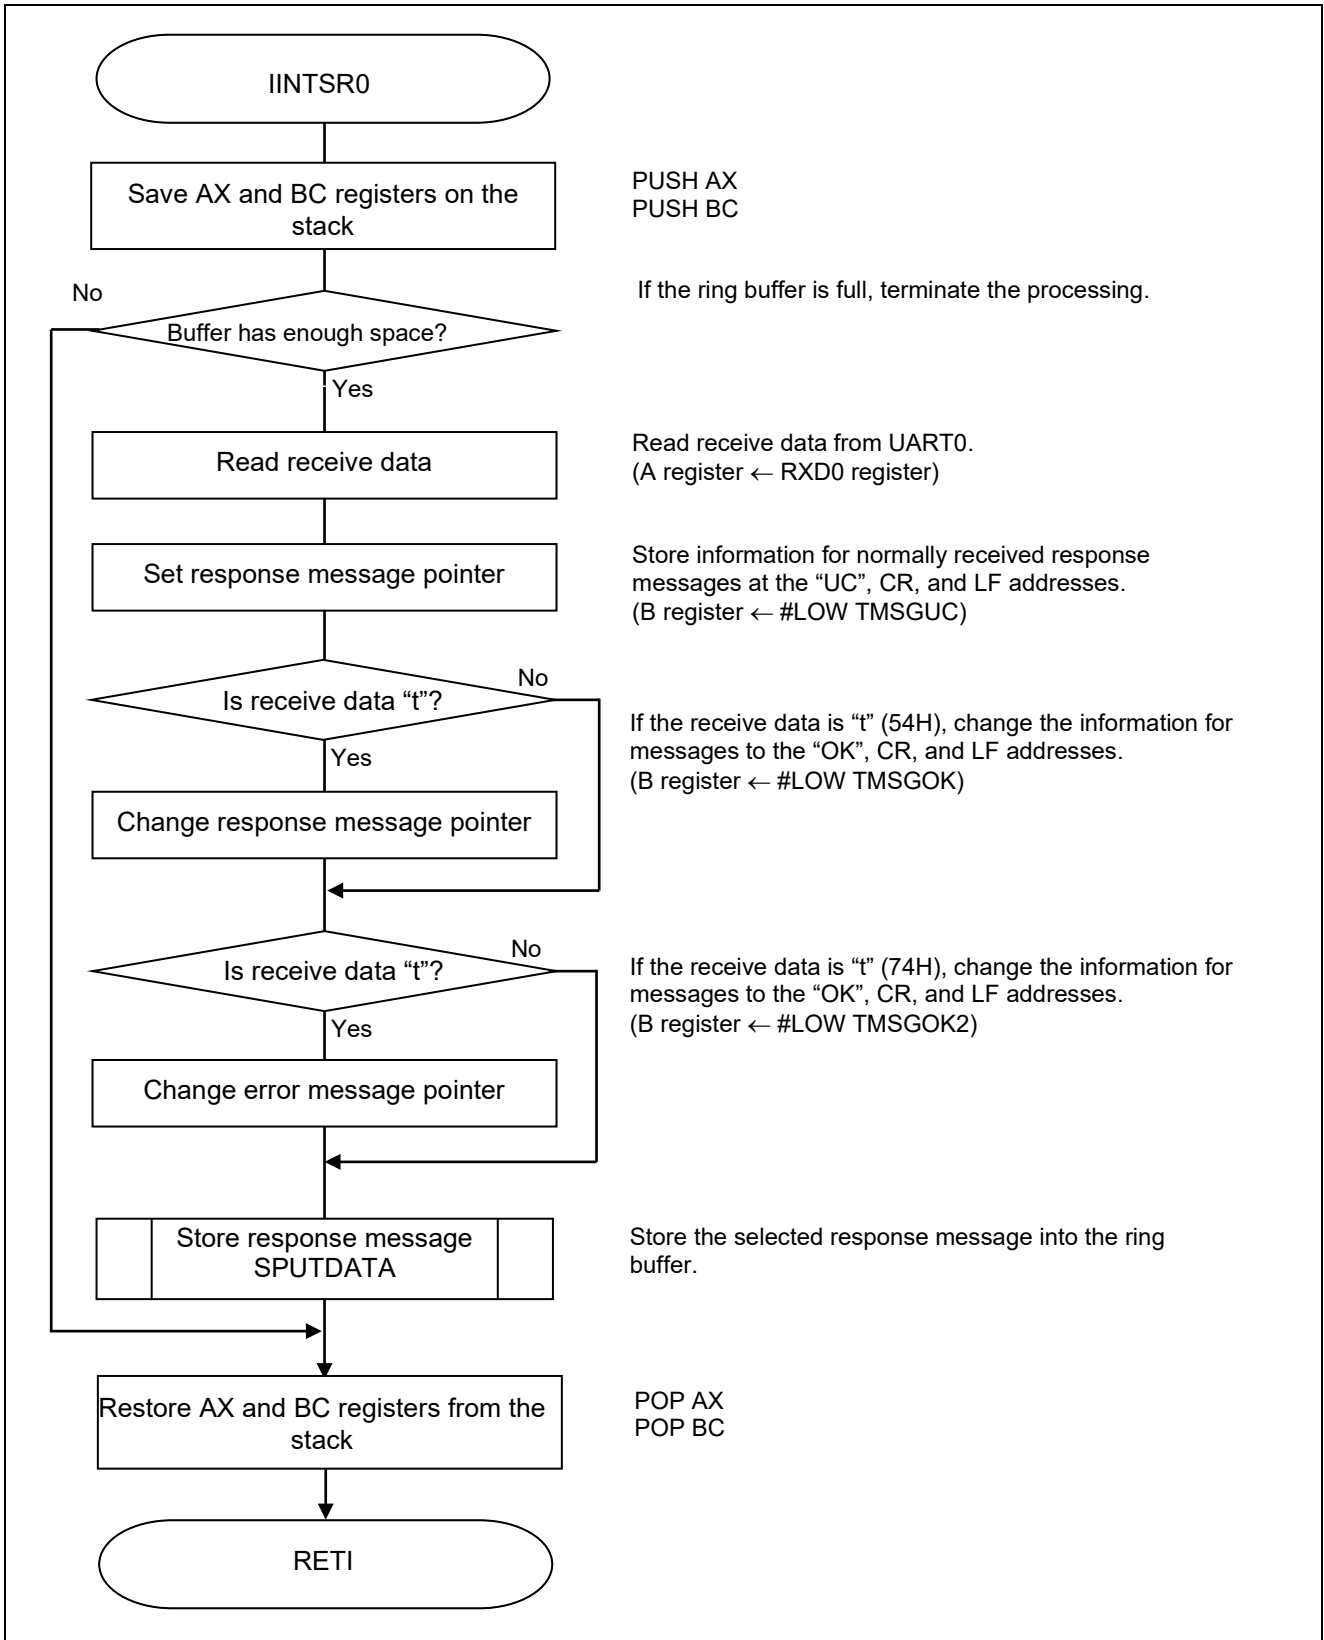 IINTSR0
Save AX and BC registers on the
stack
PUSH AX
PUSH BC
No
If the ring buffer is full, terminate the processing.
Buffer has enough space?
Yes
Read receive data
Read receive data from UART0.
(A register ← RXD0 register)
Set response message pointer
Store information for normally received response
messages at the “UC”, CR, and LF addresses.
(B register ← #LOW TMSGUC)
No
Is receive data “t”?
Yes
If the receive data is “t” (54H), change the information for
messages to the “OK”, CR, and LF addresses.
(B register ← #LOW TMSGOK)
Change response message pointer
No
Is receive data “t”?
Yes
If the receive data is “t” (74H), change the information for
messages to the “OK”, CR, and LF addresses.
(B register ← #LOW TMSGOK2)
Change error message pointer
Store response message
SPUTDATA
Store the selected response message into the ring
buffer.
Restore AX and BC registers from the
stack
POP AX
POP BC
RETI